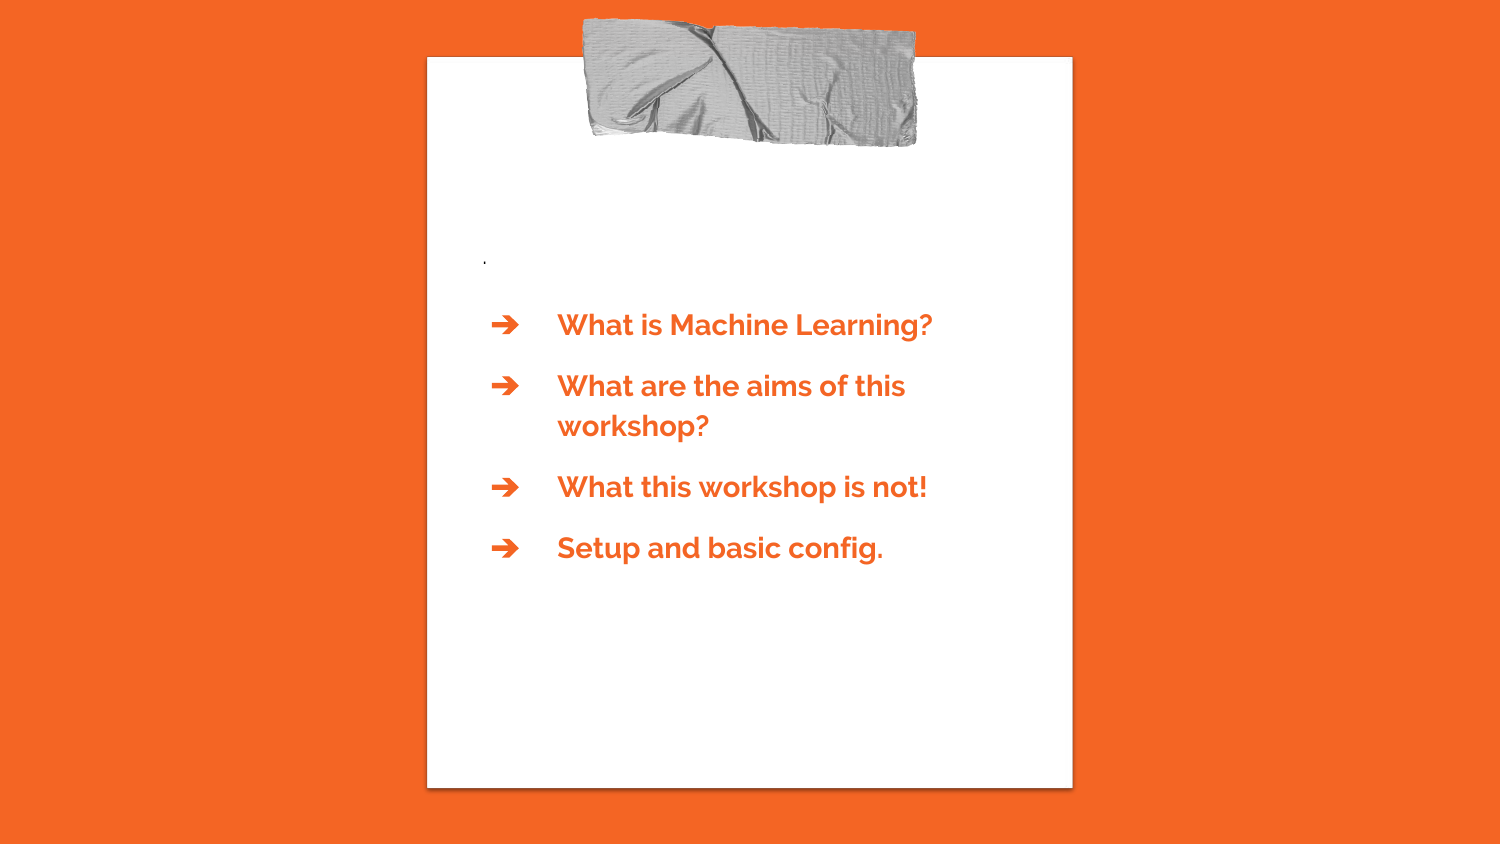 .
➔ What is Machine Learning?
➔ What are the aims of this
workshop?
➔ What this workshop is not!
➔ Setup and basic config.